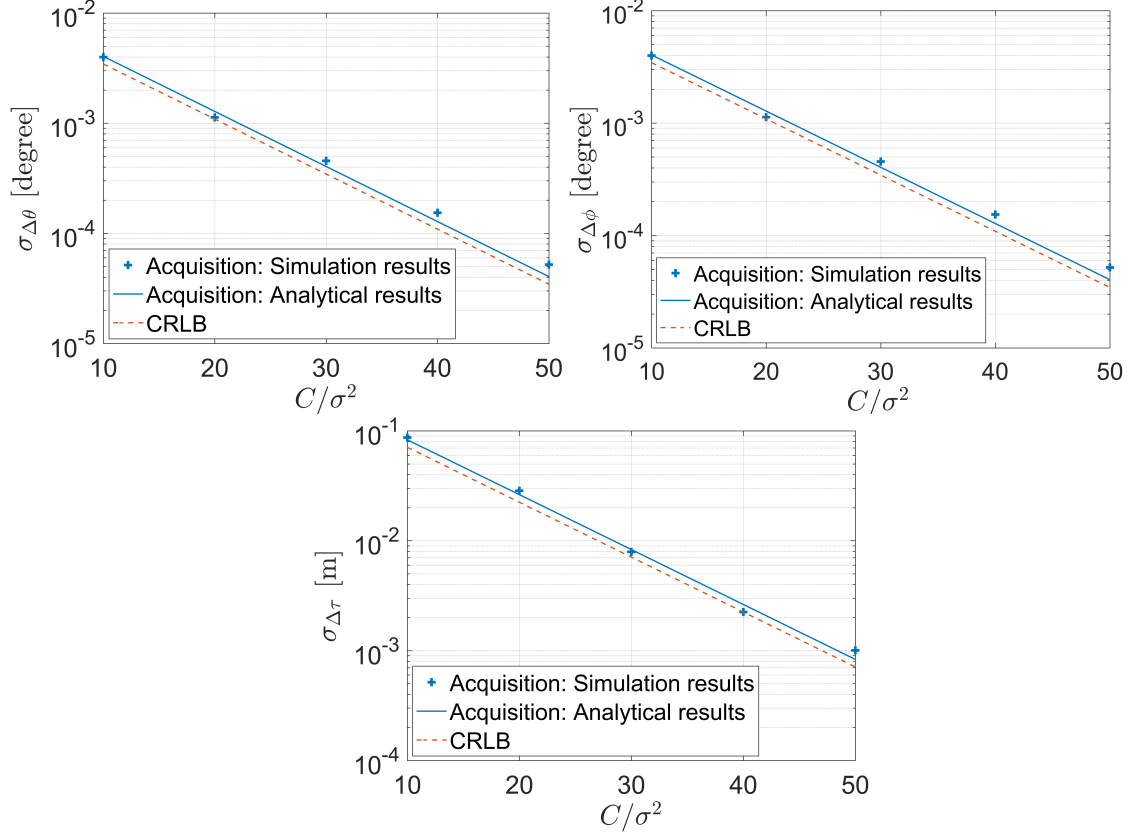 10^-2
10^-3
10^-4
10^-5
σ_Δθ [degree]
Acquisition: Simulation results
Acquisition: Analytical results
CRLB
10 20 30 40 50
C/σ^2
10^-2
10^-3
10^-4
10^-5
σ_Δϕ [degree]
Acquisition: Simulation results
Acquisition: Analytical results
CRLB
10 20 30 40 50
C/σ^2
10^-1
10^-2
10^-3
10^-4
σ_Δτ [m]
Acquisition: Simulation results
Acquisition: Analytical results
CRLB
10 20 30 40 50
C/σ^2